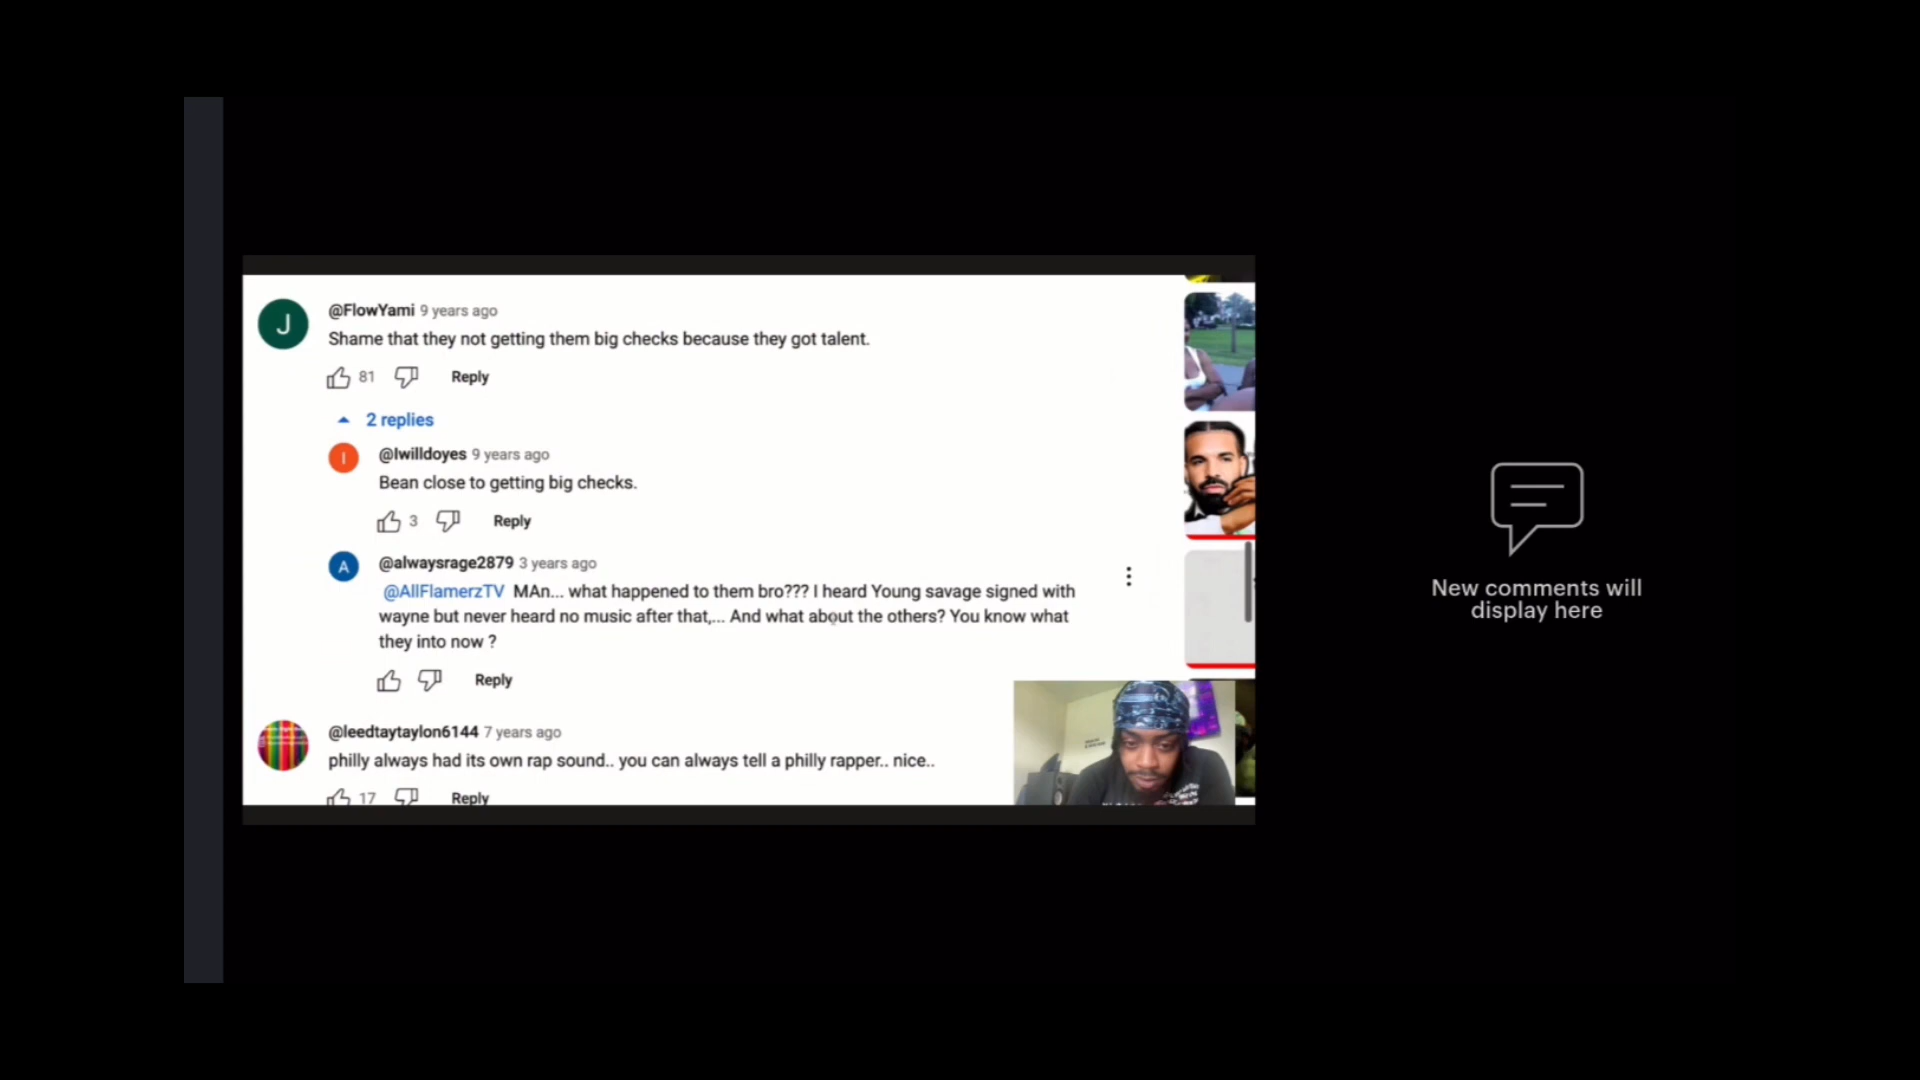 @FlowYami 9 years ago
Shame that they not getting them big checks because they got talent.
81 Reply
2 replies
@Iwilldoyes 9 years ago
Bean close to getting big checks.
3 Reply
@alwaysrage2879 3 years ago
@AllFlamerzTV MAn... what happened to them bro??? I heard Young savage signed with
wayne but never heard no music after that,... And what about the others? You know what
they into now ?
Reply
@leedtaytaylon6144 7 years ago
philly always had its own rap sound.. you can always tell a philly rapper.. nice..
17 Reply
J
I
A
New comments will
display here